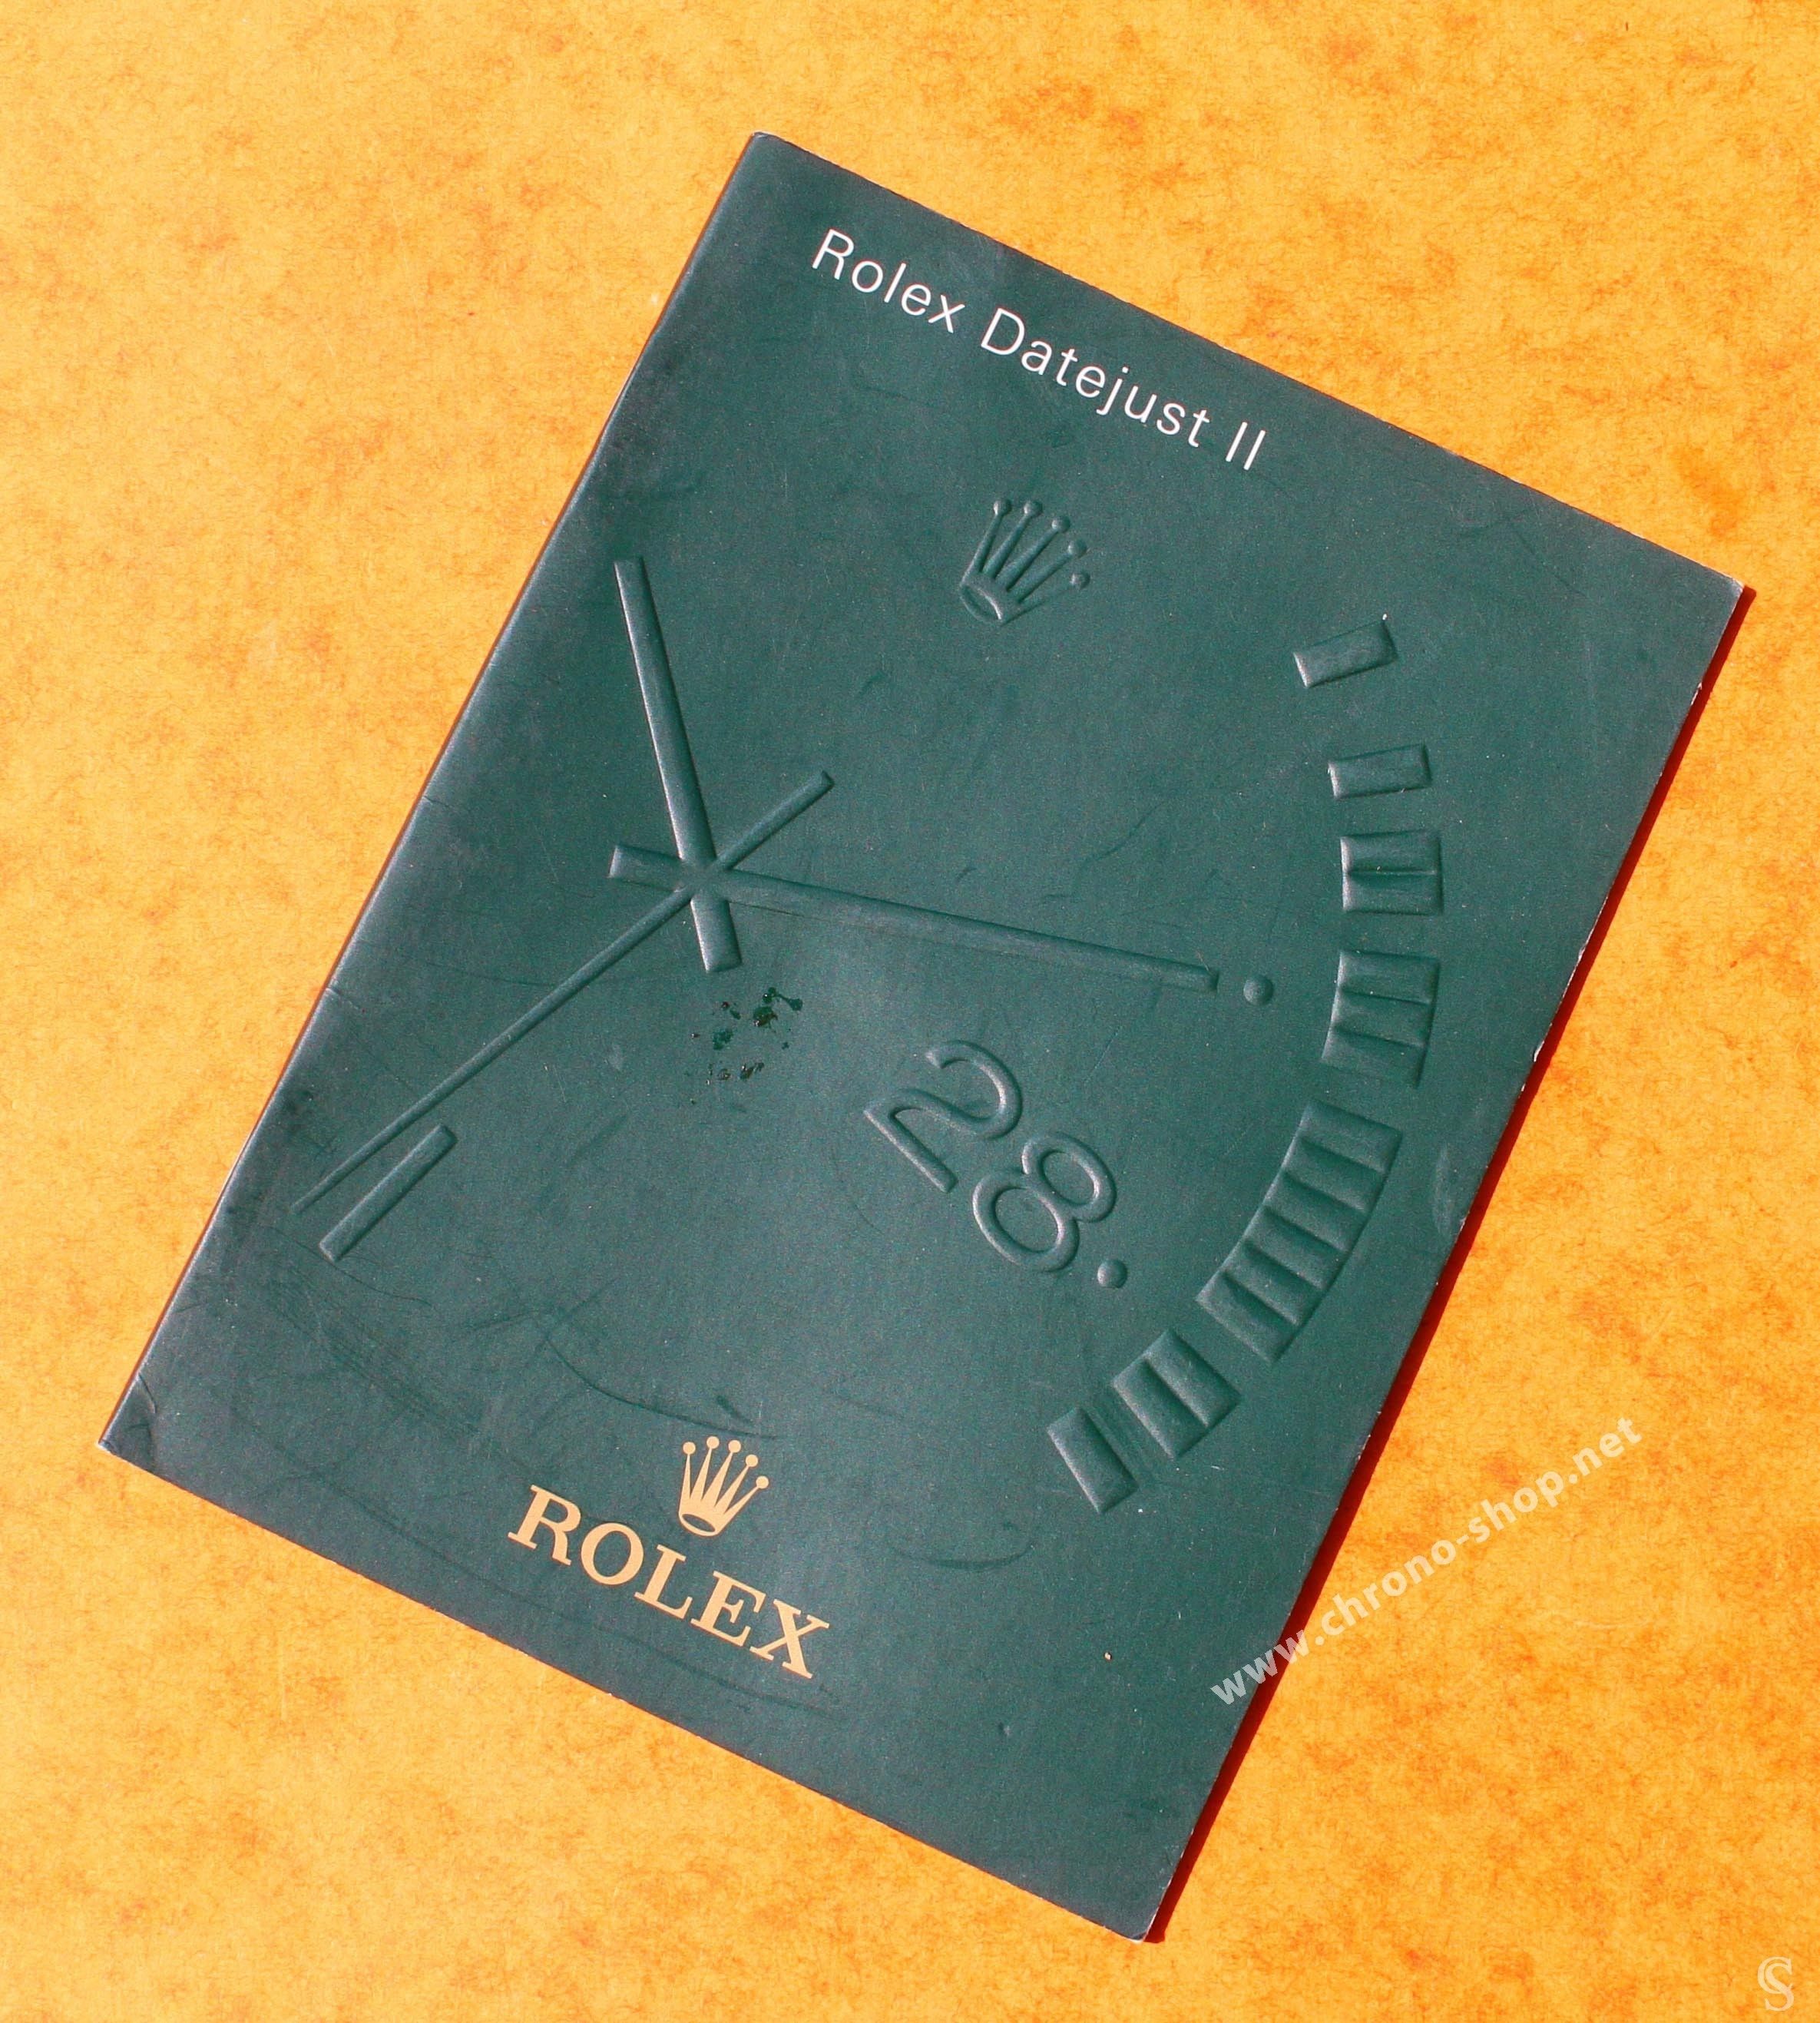 Rolex Datejust II
28
ROLEX
www.chrono-shop.net